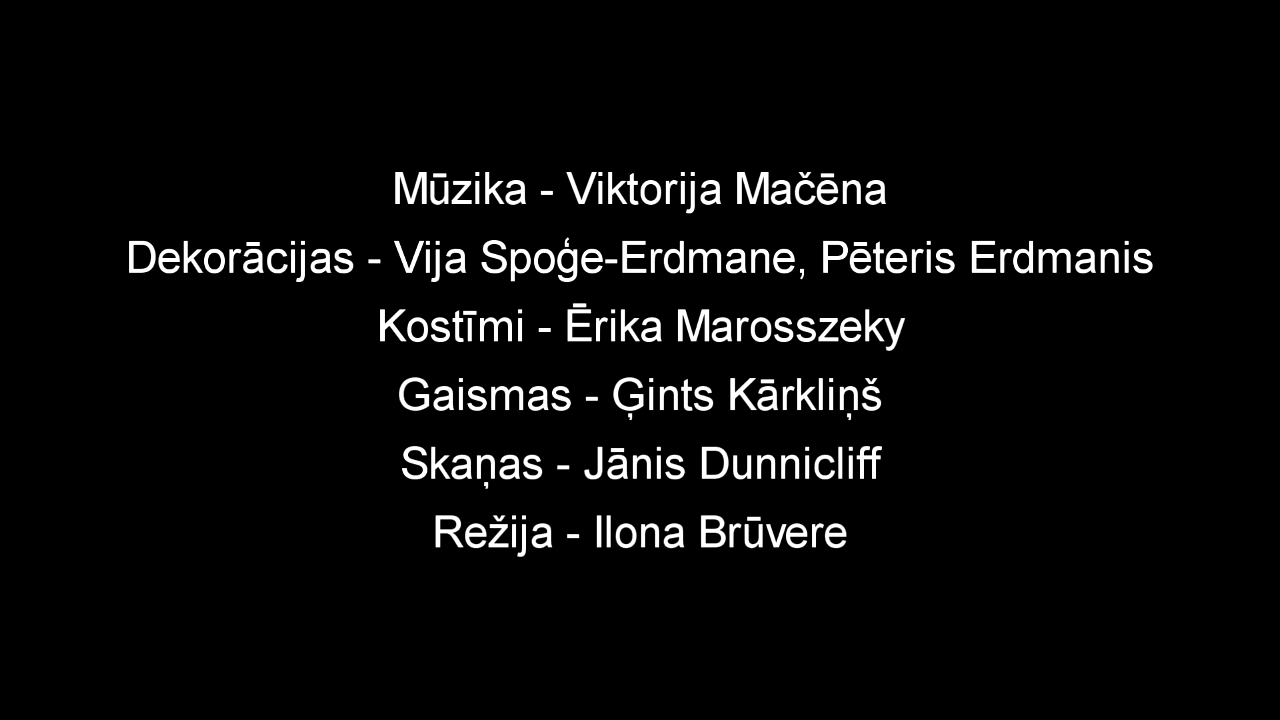 Mūzika - Viktorija Mačēna
Dekorācijas - Vija Spoģe-Erdmane, Pēteris Erdmanis
Kostīmi - Ērika Marosszeky
Gaismas - Ģints Kārkliņš
Skaņas - Jānis Dunnicliff
Režija - Ilona Brūvere